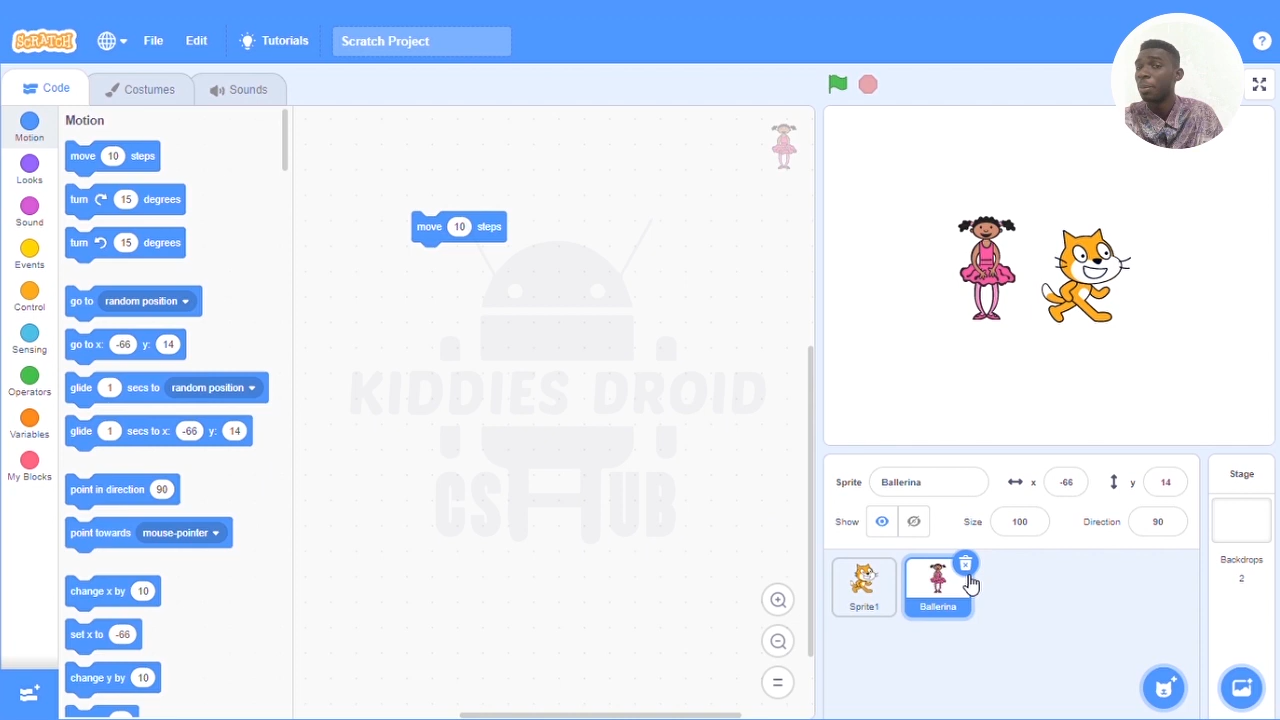 SCRATCH
File
Edit
Tutorials
Scratch Project
?
Code
Costumes
Sounds
Motion
Looks
Sound
Events
Control
Sensing
Operators
Variables
My Blocks
Motion
move 10 steps
turn 15 degrees
turn 15 degrees
go to random position
go to x: -66 y: 14
glide 1 secs to random position
glide 1 secs to x: -66 y: 14
point in direction 90
point towards mouse-pointer
change x by 10
set x to -66
change y by 10
move 10 steps
KIDDIES DROID
CSHUB
Sprite Ballerina x -66 y 14
Show Size 100 Direction 90
Sprite1
Ballerina
Stage
Backdrops
2